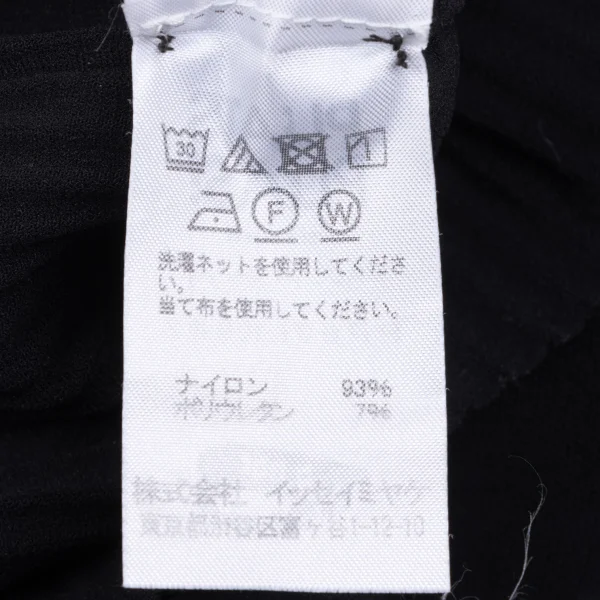 30
F W
洗濯ネットを使用してくださ
い。
当て布を使用してください。
ナイロン 93%
ポリウレタン 7%
株式会社 イッセイミヤケ
東京都渋谷区富ヶ谷1-12-10